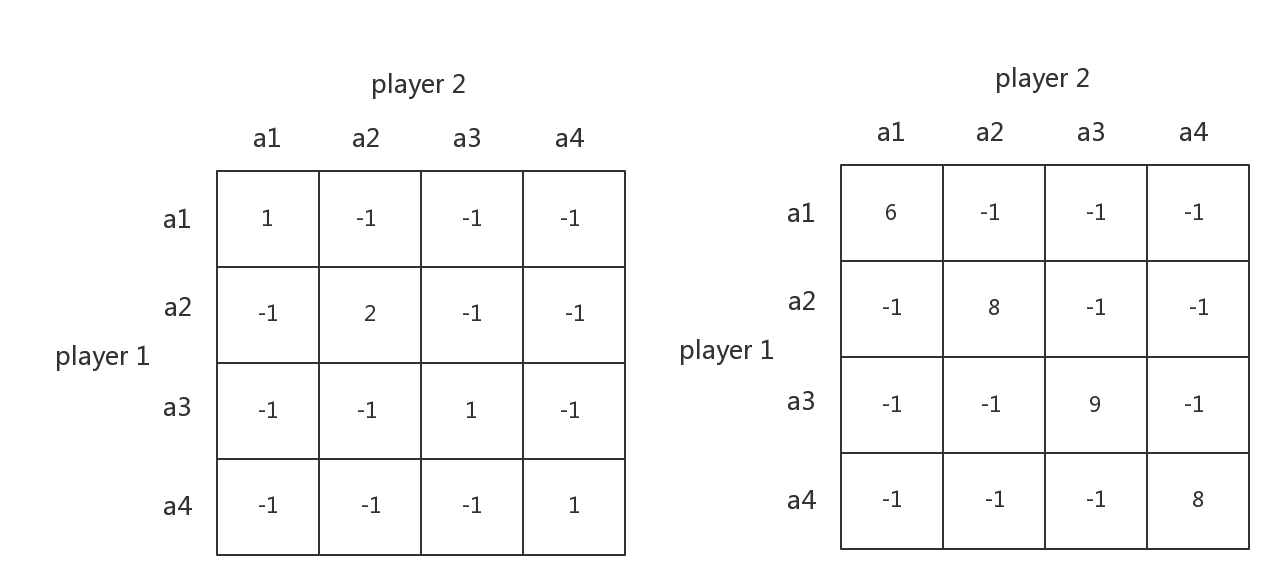 player 2
a1 a2 a3 a4
a1 1 -1 -1 -1
a2 -1 2 -1 -1
player 1
a3 -1 -1 1 -1
a4 -1 -1 -1 1
player 2
a1 a2 a3 a4
a1 6 -1 -1 -1
a2 -1 8 -1 -1
player 1
a3 -1 -1 9 -1
a4 -1 -1 -1 8